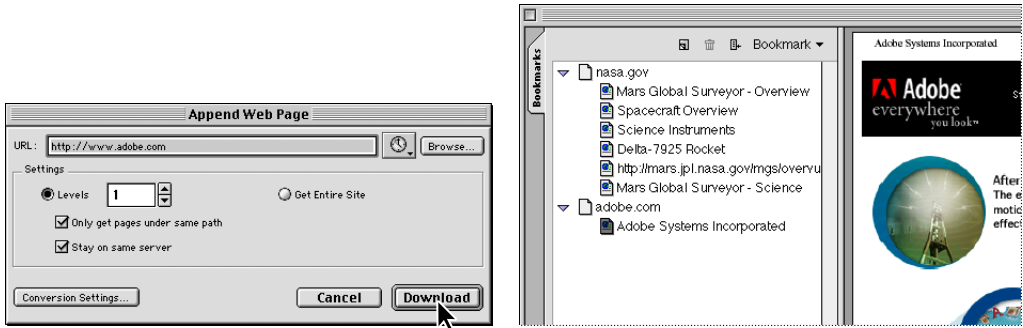 Append Web Page
URL: http://www.adobe.com Browse...
Settings
Levels 1 Get Entire Site
Only get pages under same path
Stay on same server
Conversion Settings... Cancel Download
Bookmarks
Bookmark
nasa.gov
Mars Global Surveyor - Overview
Spacecraft Overview
Science Instruments
Delta-7925 Rocket
http://mars.jpl.nasa.gov/mgs/overvu
Mars Global Surveyor - Science
adobe.com
Adobe Systems Incorporated
Adobe Systems Incorporated
Adobe
everywhere
you look™
After
The e
motio
effec